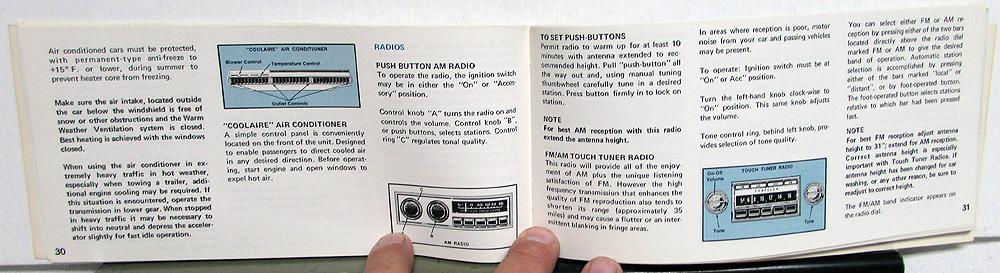 Air conditioned cars must be protected,
with permanent-type anti-freeze to
+15° F. or lower, during summer to
prevent heater core from freezing.
Make sure the air intake, located outside
the car below the windshield is free of
snow or other obstructions and the Warm
Weather Ventilation system is closed.
Best heating is achieved with the windows
closed.
When using the air conditioner in ex-
tremely heavy traffic in hot weather,
especially when towing a trailer, addi-
tional engine cooling may be required. If
this situation is encountered, operate the
transmission in lower gear. When stopped
in heavy traffic it may be necessary to
shift into neutral and depress the acceler-
ator slightly for fast idle operation.
30
"COOLAIRE" AIR CONDITIONER
Blower Control
Temperature Control
Outlet Controls
"COOLAIRE" AIR CONDITIONER
A simple control panel is conveniently
located on the front of the unit. Designed
to enable passengers to direct cooled air
in any desired direction. Before operat-
ing, start engine and open windows to
expel hot air.
RADIOS
PUSH BUTTON AM RADIO
To operate the radio, the ignition switch
may be in either the "On" or "Acces-
sory" position.
Control knob "A" turns the radio on and
controls the volume. Control knob "B",
or push buttons, selects stations. Control
ring "C" regulates tonal quality.
C
A
B
AM RADIO
TO SET PUSH-BUTTONS
Permit radio to warm up for at least 10
minutes with antenna extended to rec-
ommended height. Pull "push-button" all
the way out and, using manual tuning
thumbwheel carefully tune in a desired
station. Press button firmly in to lock on
station.
NOTE
For best AM reception with this radio
extend the antenna height.
FM/AM TOUCH TUNER RADIO
This radio will provide all of the enjoy-
ment of AM plus the unique listening
satisfaction of FM. However the high
frequency transmission that enhances the
quality of FM reproduction also tends to
shorten its range (approximately 35
miles) and may cause a flutter or an inter-
mittent blanking in fringe areas.
In areas where reception is poor, motor
noise from your car and passing vehicles
may be present.
To operate: Ignition switch must be at
"On" or Acc" position.
Turn the left-hand knob clock-wise to
"On" position. This same knob adjusts
the volume.
Tone control ring, behind left knob, pro-
vides selection of tone quality.
On-Off
Volume
TOUCH TUNER RADIO
Tone
Tune
You can select either FM or AM re-
ception by pressing either of the two bars
located directly above the radio dial
marked FM or AM to give the desired
band of operation. Automatic station
selection is accomplished by pressing
either of the bars marked "local" or
"distant", or by foot-operated button.
The foot-operated button selects stations
relative to which bar had been pressed
last.
NOTE
For best FM reception adjust antenna
height to 31"; extend for AM reception.
Correct antenna height is especially
important with Touch Tuner Radios. If
antenna height has been changed for car
washing, or any other reason, be sure to
readjust to correct height.
The FM/AM band indicator appears on
the radio dial.
31